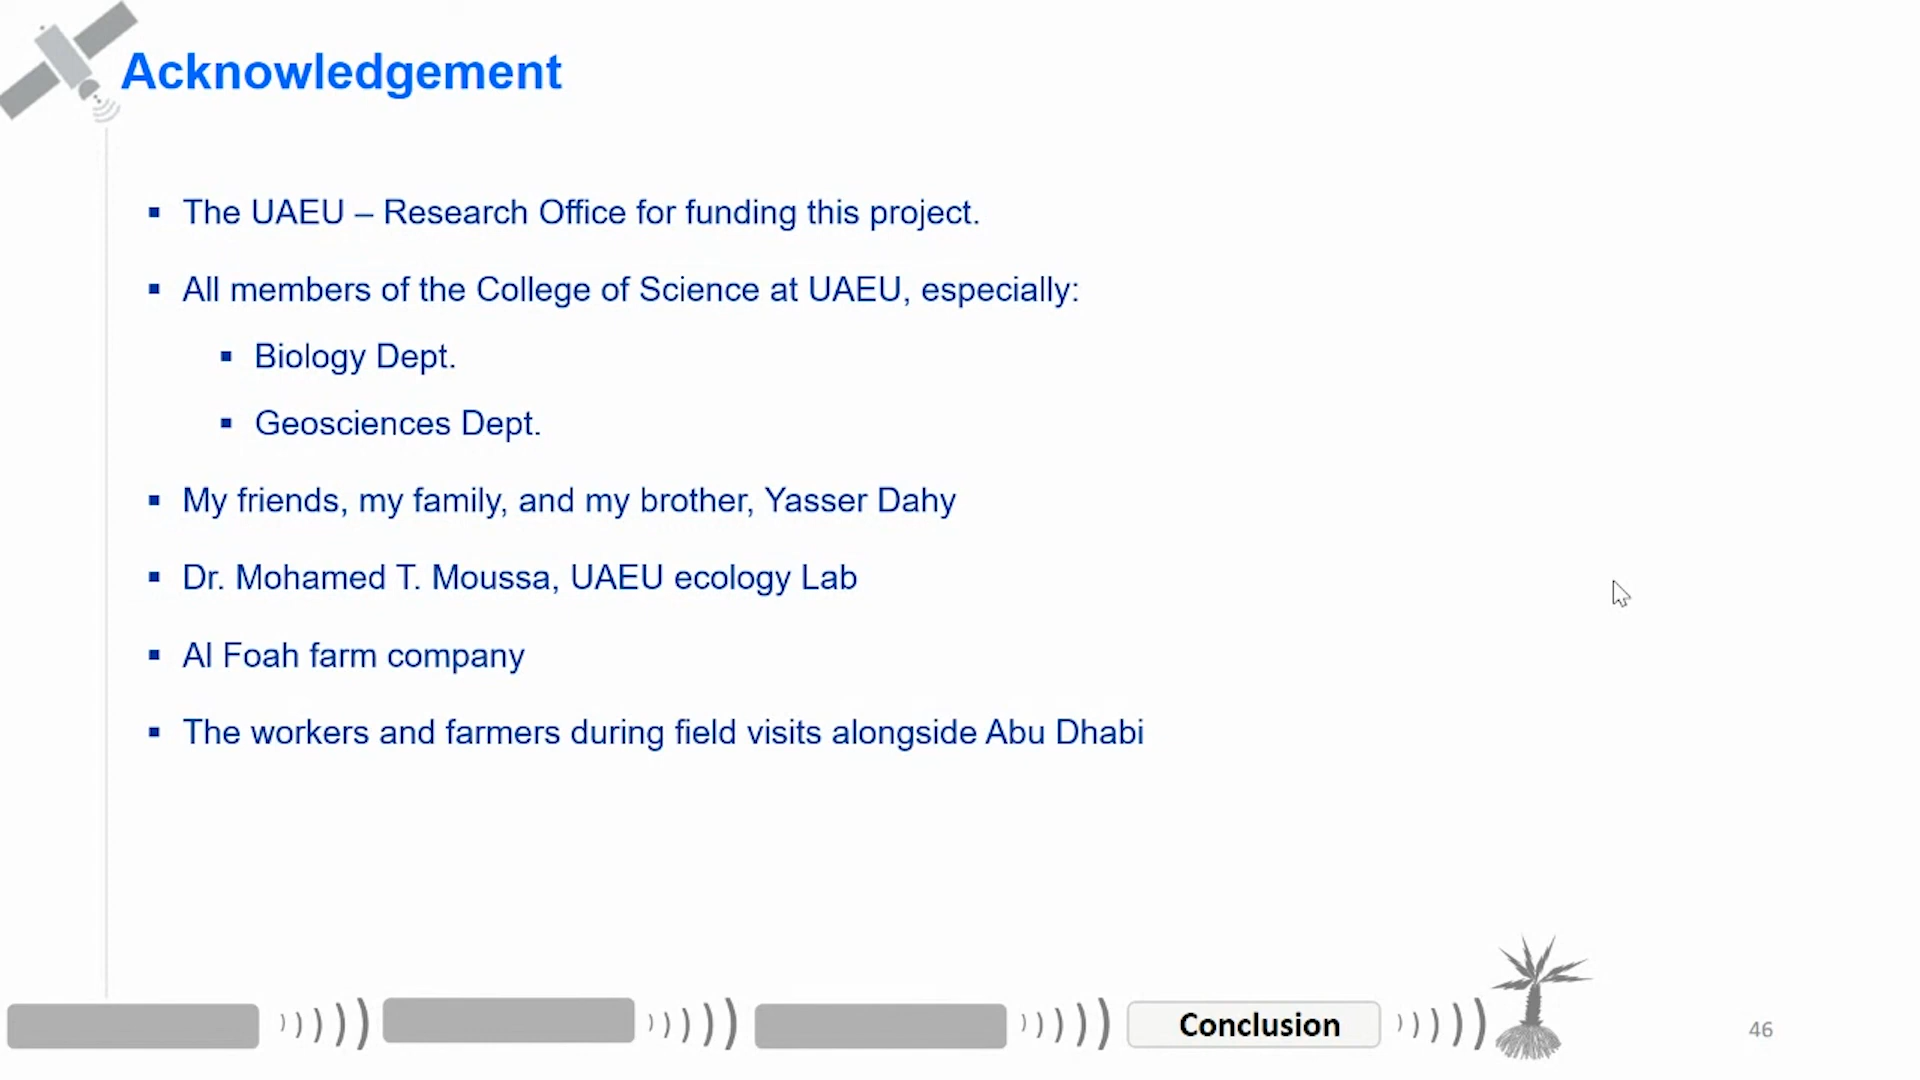 Acknowledgement
▪ The UAEU – Research Office for funding this project.
▪ All members of the College of Science at UAEU, especially:
▪ Biology Dept.
▪ Geosciences Dept.
▪ My friends, my family, and my brother, Yasser Dahy
▪ Dr. Mohamed T. Moussa, UAEU ecology Lab
▪ Al Foah farm company
▪ The workers and farmers during field visits alongside Abu Dhabi
Conclusion
46